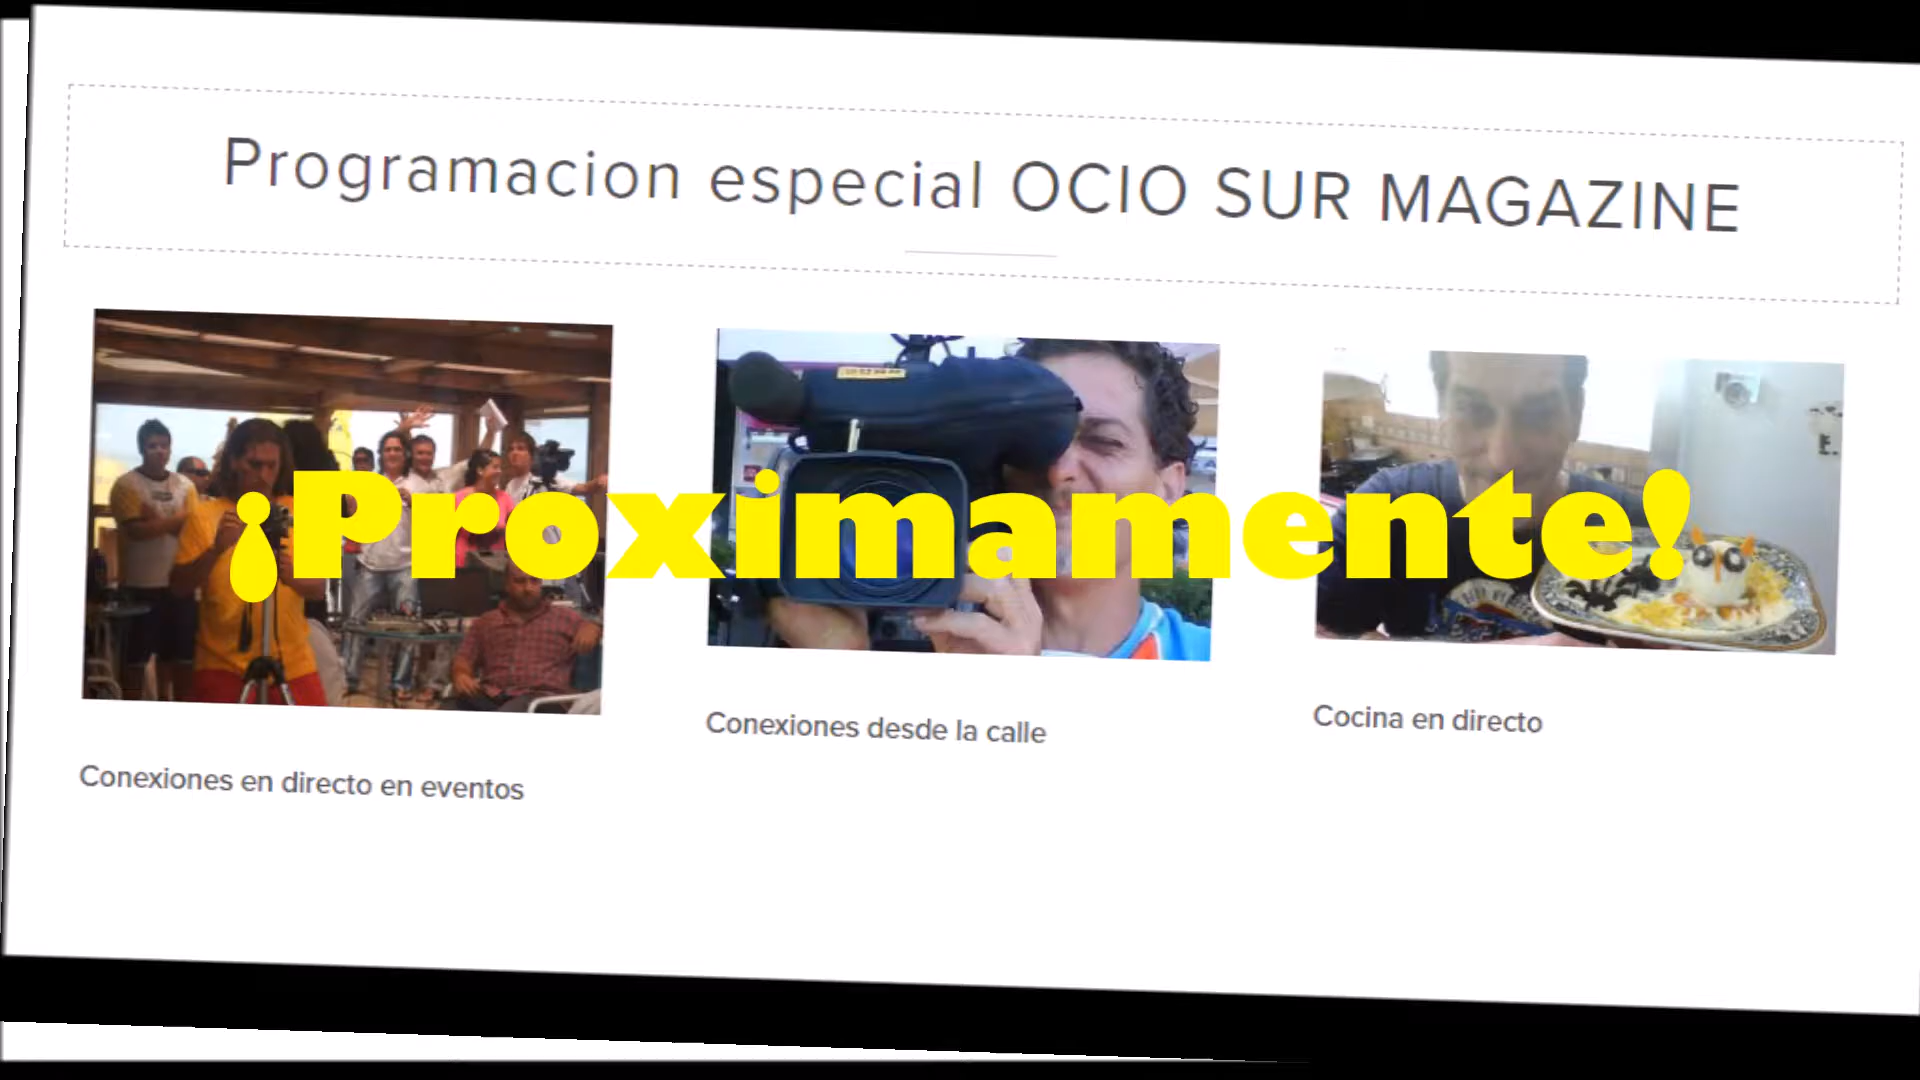 Programacion especial OCIO SUR MAGAZINE
¡Proximamente!
Conexiones en directo en eventos
Conexiones desde la calle
Cocina en directo